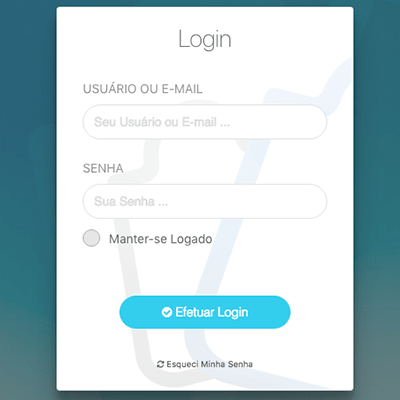 Login
USUÁRIO OU E-MAIL
Seu Usuário ou E-mail ...
SENHA
Sua Senha ...
Manter-se Logado
Efetuar Login
Esqueci Minha Senha